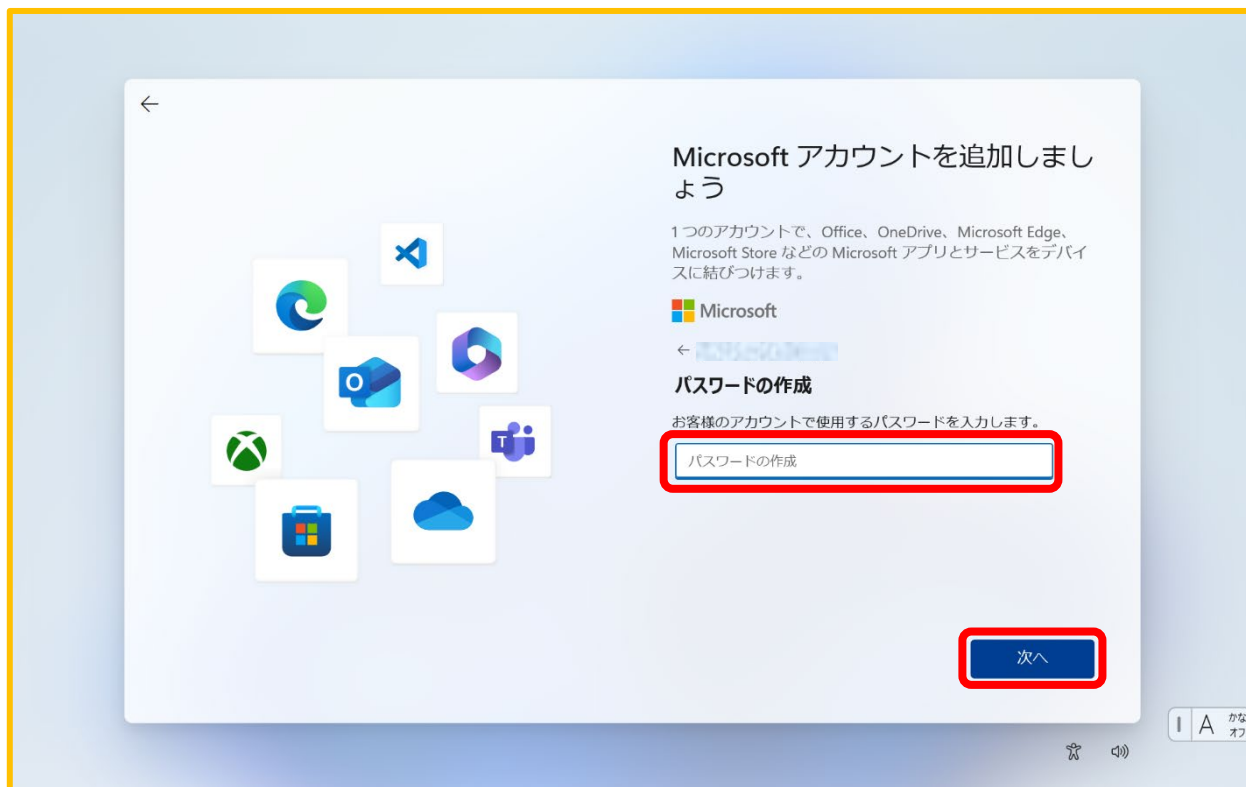 Microsoft アカウントを追加しまし
ょう
1 つのアカウントで、Office、OneDrive、Microsoft Edge、
Microsoft Store などの Microsoft アプリとサービスをデバイ
スに結びつけます。
Microsoft
パスワードの作成
お客様のアカウントで使用するパスワードを入力します。
パスワードの作成
次へ
A かな
オフ